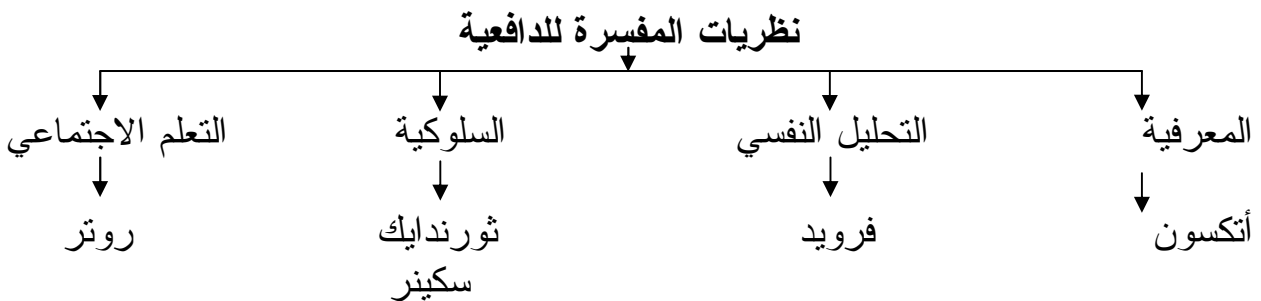 نظريات المفسرة للدافعية
المعرفية التحليل النفسي السلوكية التعلم الاجتماعي
أتكسون فرويد ثورندايك روتر
سكينر